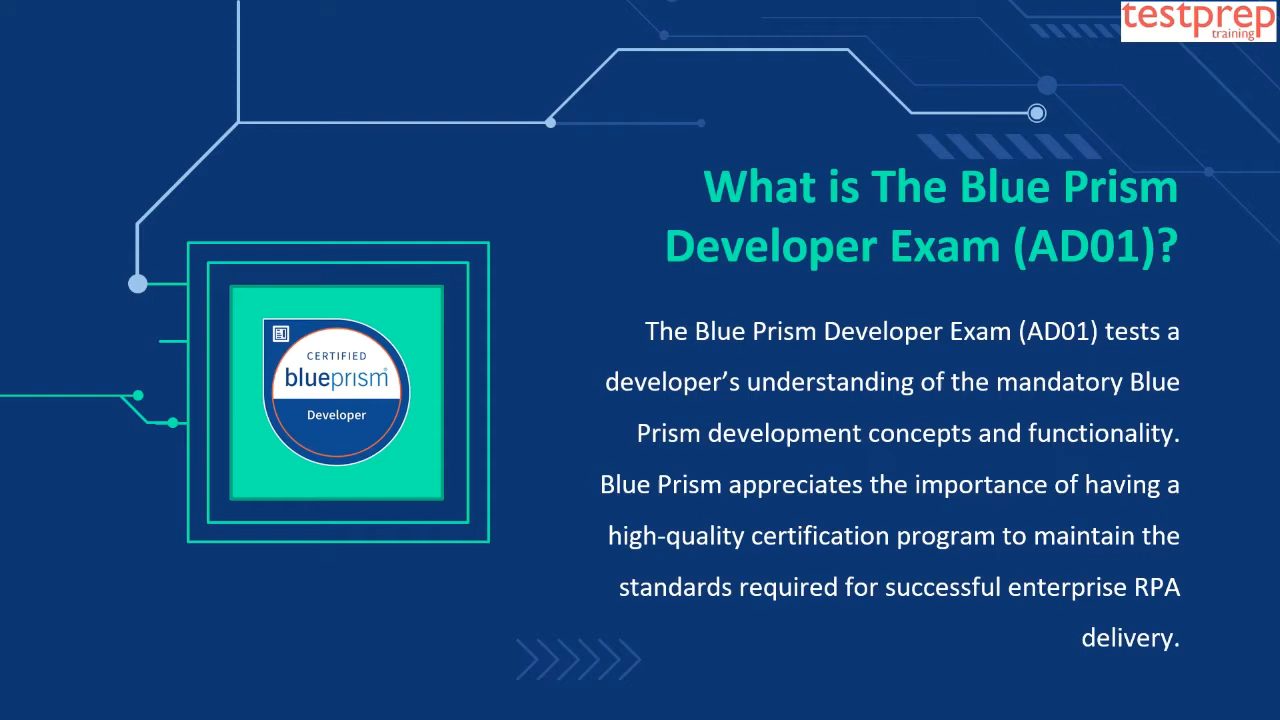 testprep
training
What is The Blue Prism
Developer Exam (AD01)?
CERTIFIED
blueprism
Developer
The Blue Prism Developer Exam (AD01) tests a
developer’s understanding of the mandatory Blue
Prism development concepts and functionality.
Blue Prism appreciates the importance of having a
high-quality certification program to maintain the
standards required for successful enterprise RPA
delivery.